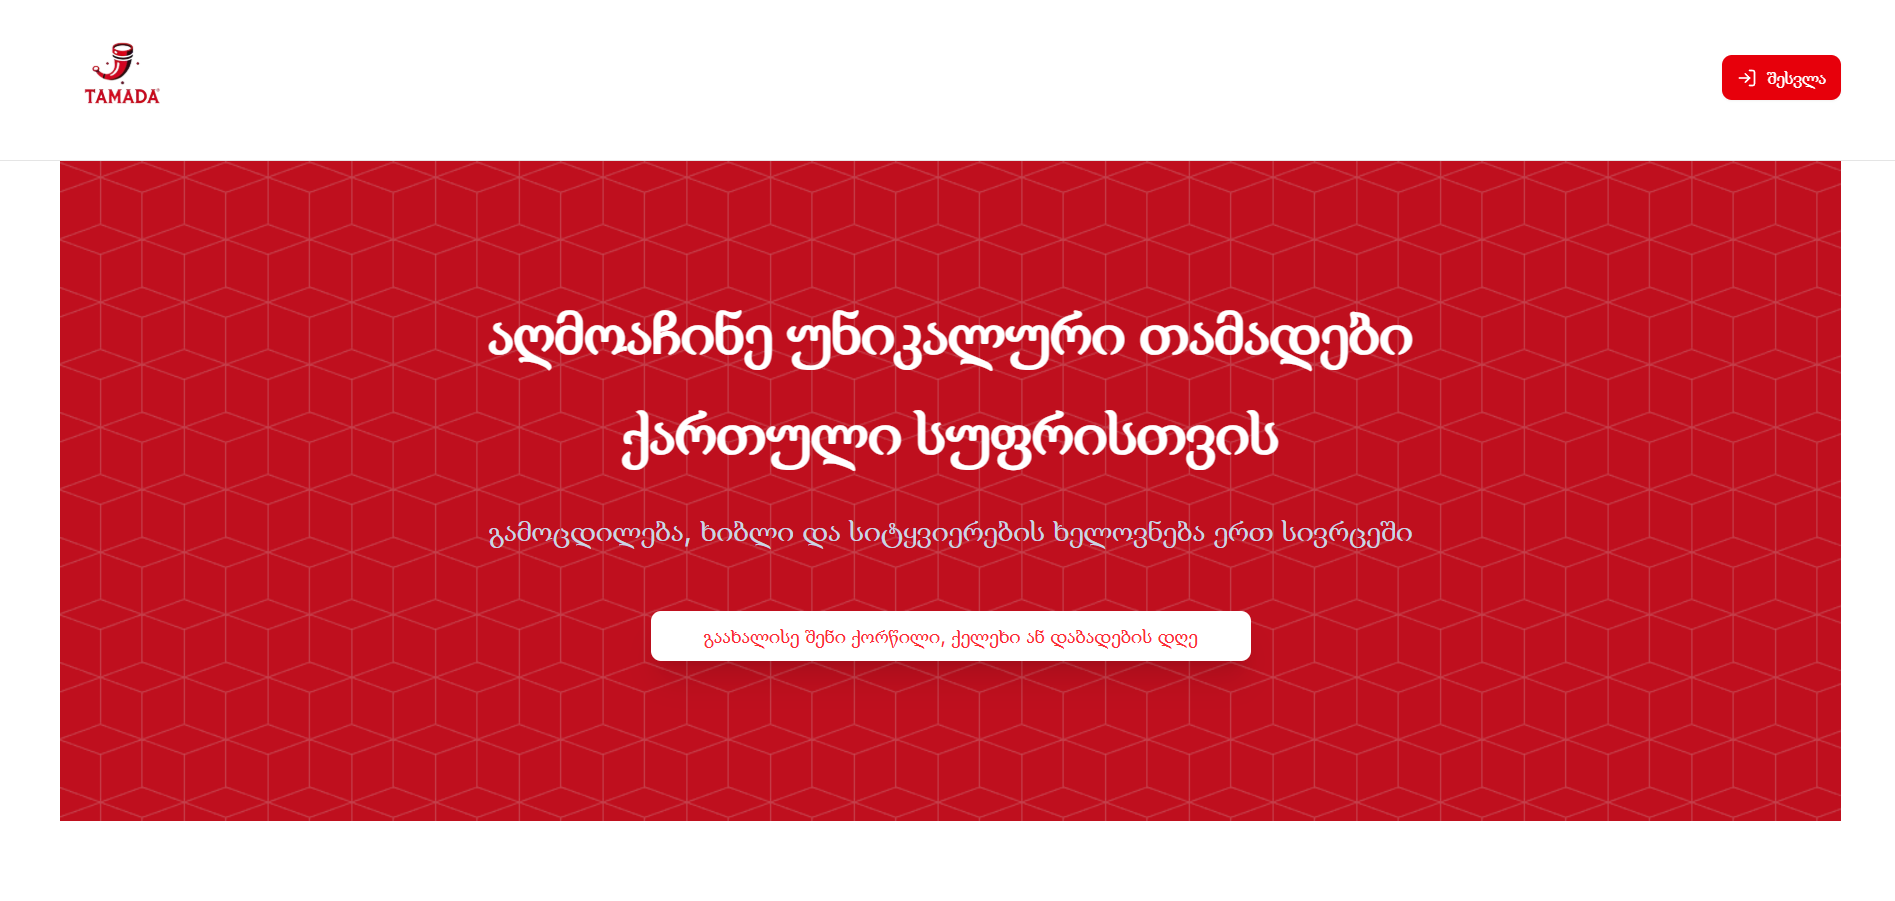 TAMADA
შესვლა
აღმოაჩინე უნიკალური თამადები
ქართული სუფრისთვის
გამოცდილება, ხიბლი და სიტყვიერების ხელოვნება ერთ სივრცეში
გაახალისე შენი ქორწილი, ქელეხი ან დაბადების დღე